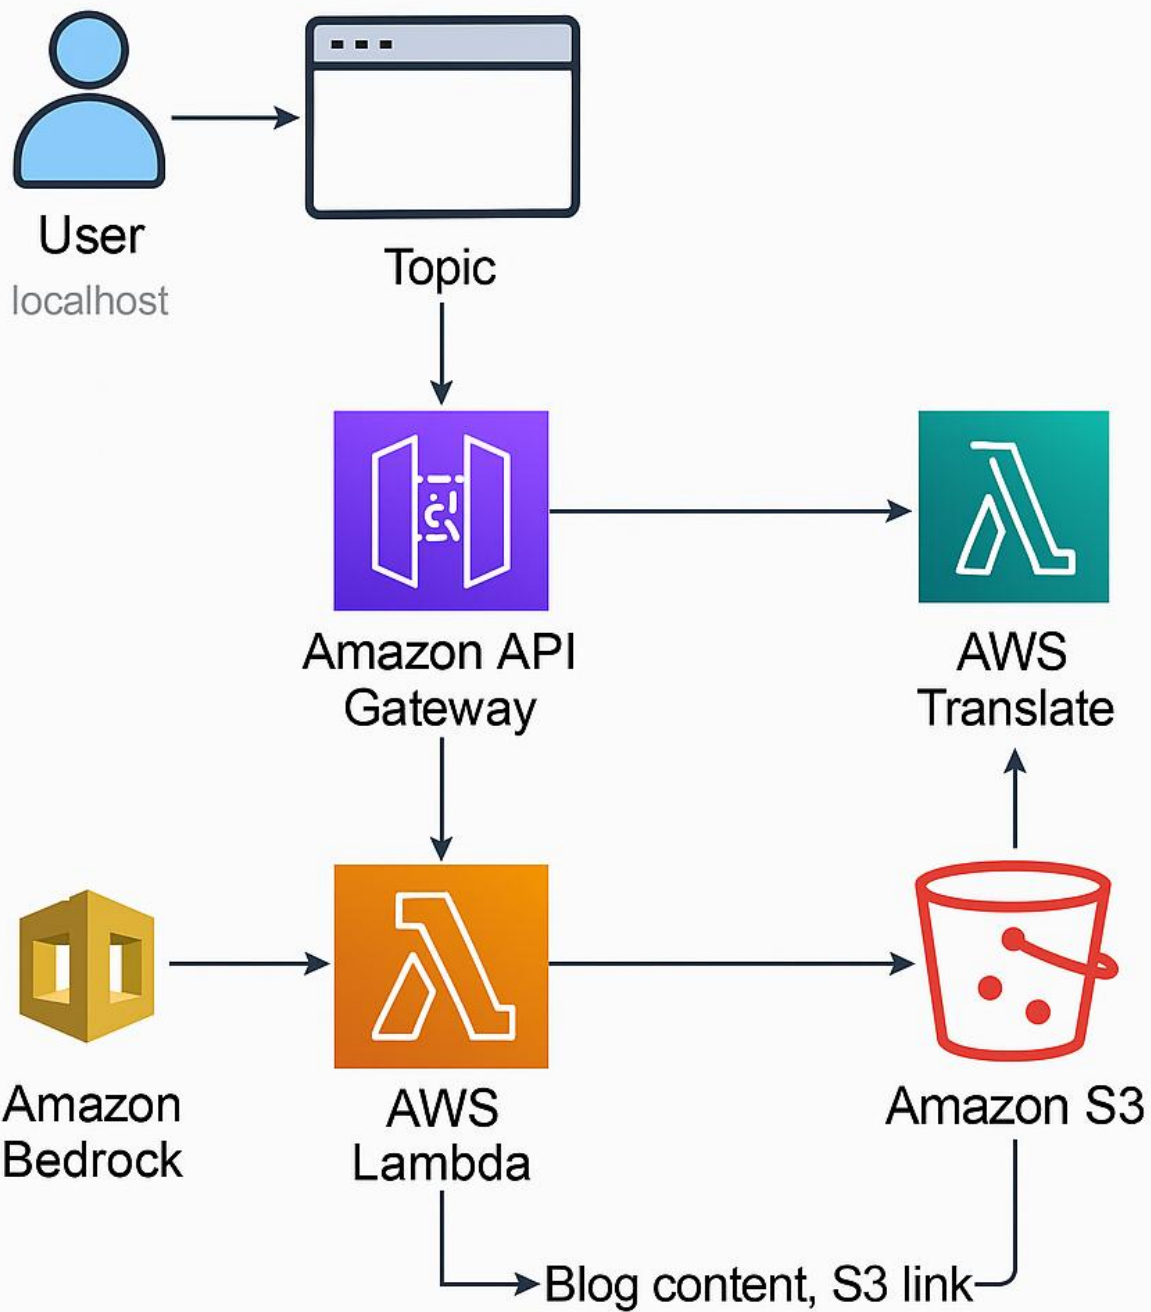 User
localhost
Topic
Amazon API
Gateway
AWS
Translate
Amazon
Bedrock
AWS
Lambda
Amazon S3
Blog content, S3 link